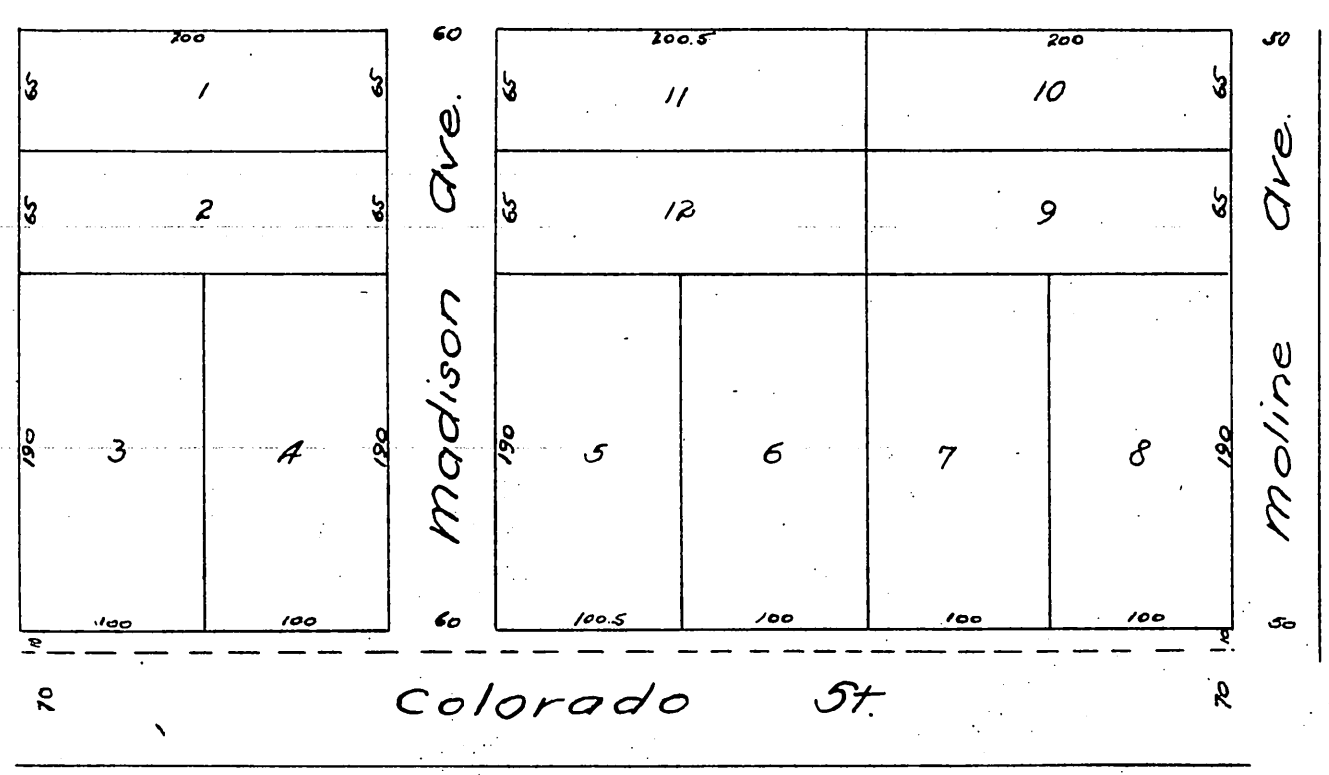 200 60 200.5 200 50
65 1 65 65 11 10 65
65 2 65 65 12 9 65
madison ave.
moline ave.
190 3 4 190 190 5 6 7 8 190
100 100 60 100.5 100 100 100 50
10 10
70 Colorado St. 70